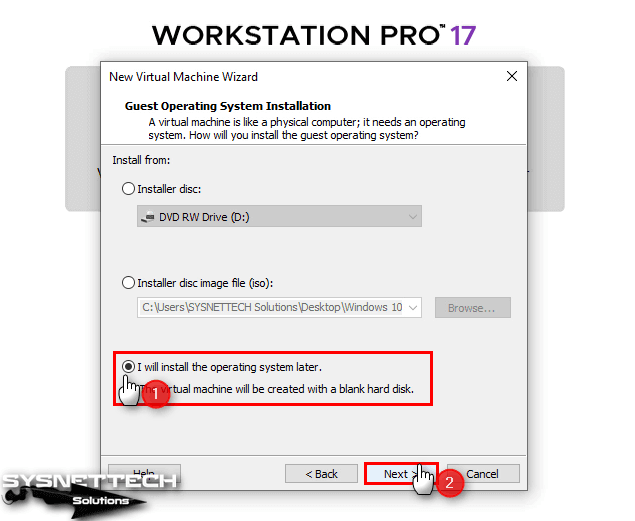 WORKSTATION PRO™ 17
New Virtual Machine Wizard
Guest Operating System Installation
A virtual machine is like a physical computer; it needs an operating
system. How will you install the guest operating system?
Install from:
Installer disc:
DVD RW Drive (D:)
Installer disc image file (iso):
C:\Users\SYSNETTECH Solutions\Desktop\Windows 10
Browse...
I will install the operating system later.
1
virtual machine will be created with a blank hard disk.
Help
< Back
Next >
Cancel
2
SYSNETTECH
Solutions